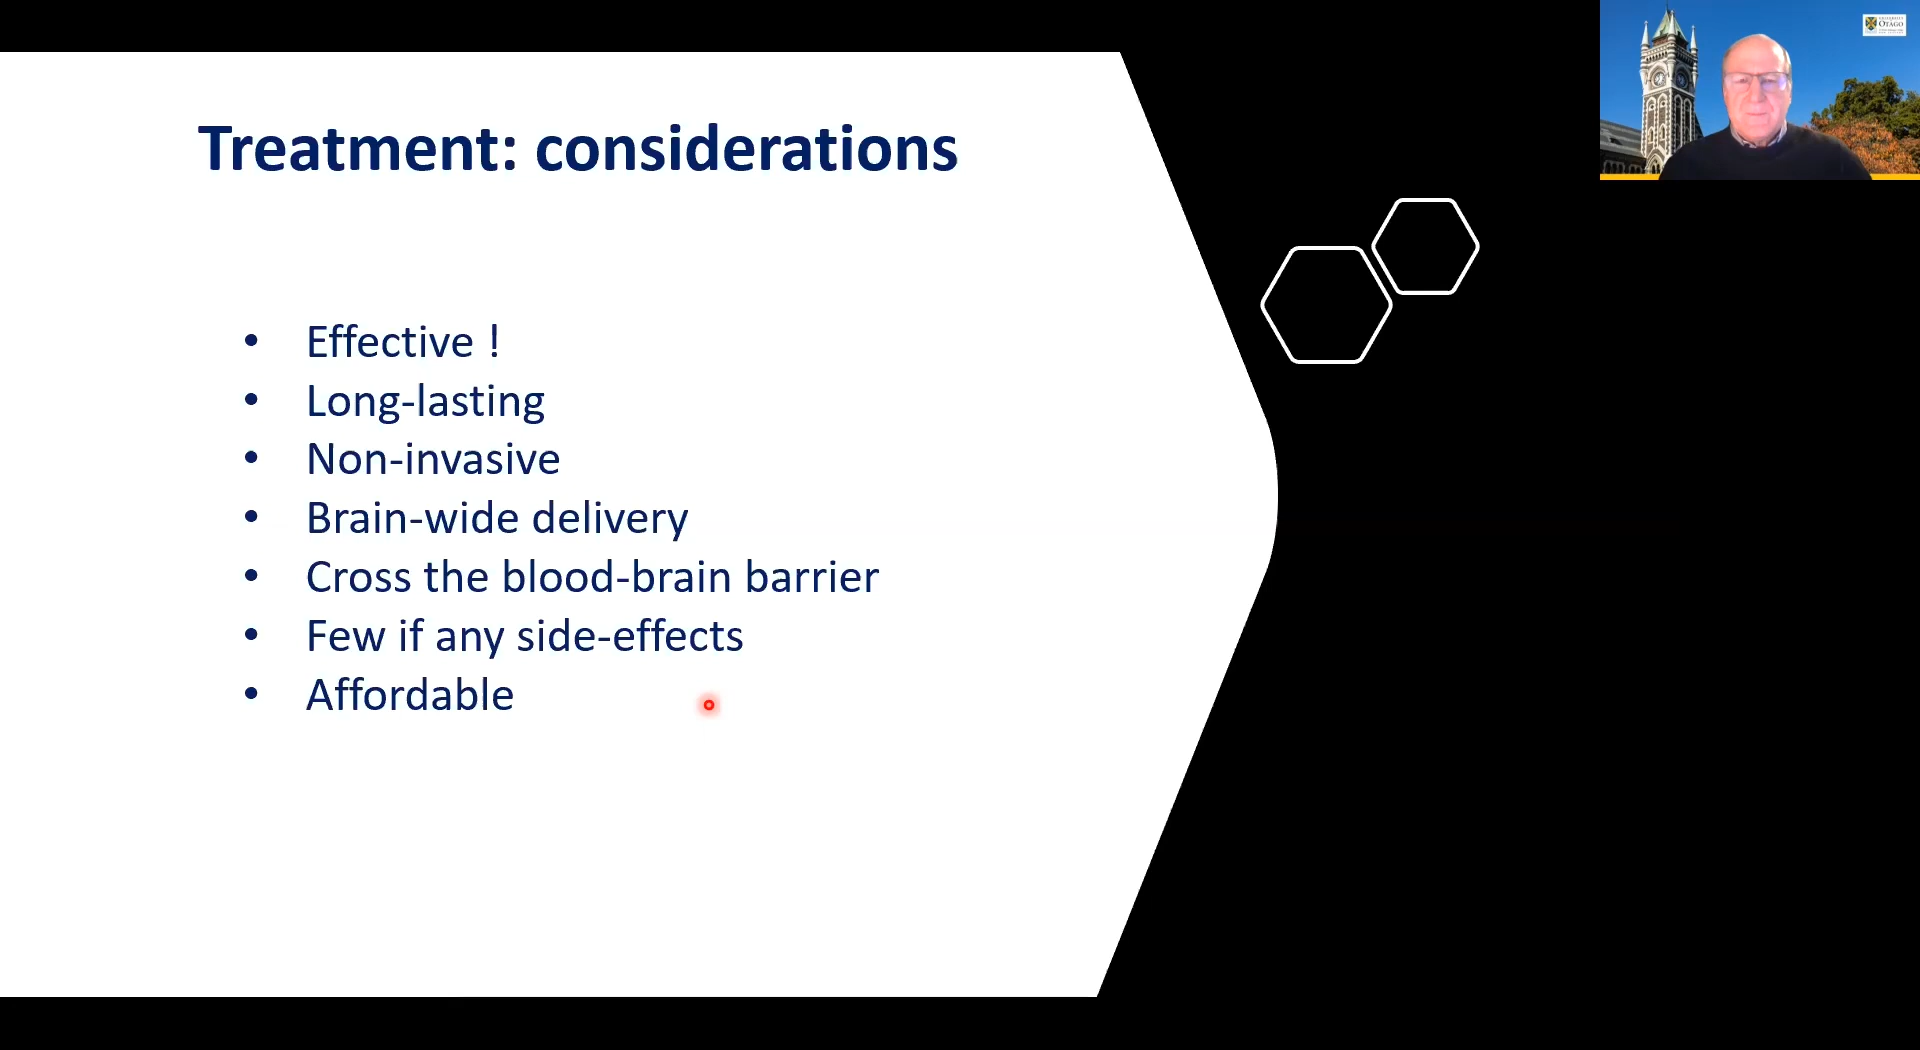 Treatment: considerations
• Effective !
• Long-lasting
• Non-invasive
• Brain-wide delivery
• Cross the blood-brain barrier
• Few if any side-effects
• Affordable
OTAGO